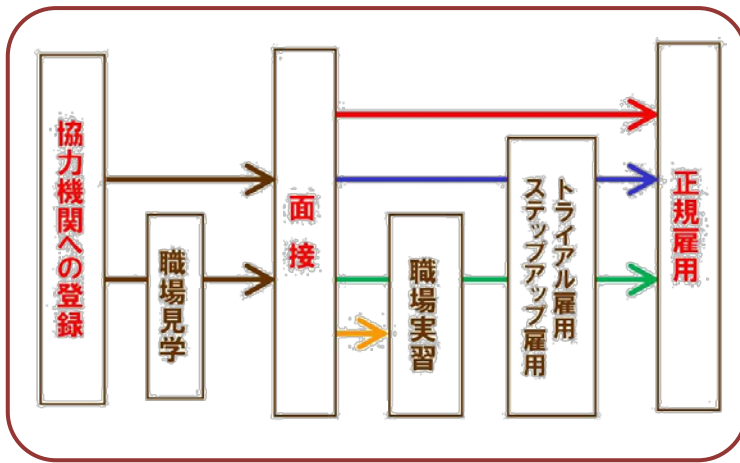 協力機関への登録
職場見学
面接
職場実習
トライアル雇用
ステップアップ雇用
正規雇用